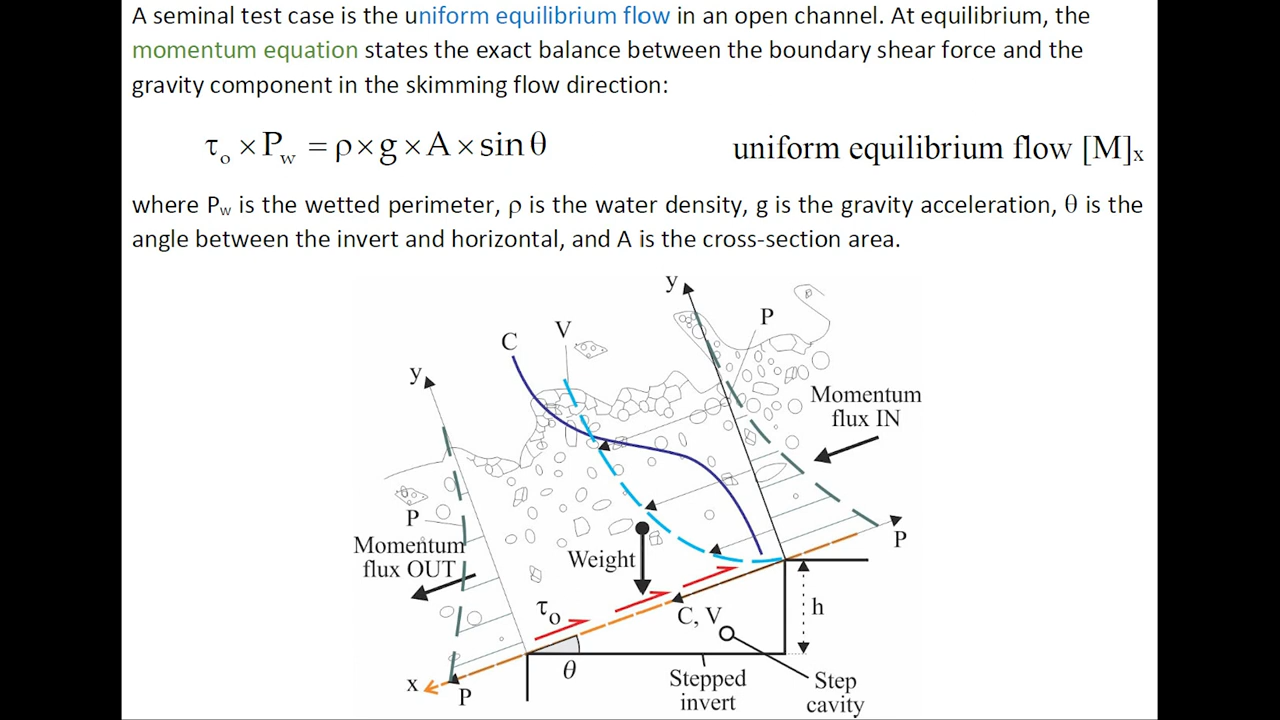 A seminal test case is the uniform equilibrium flow in an open channel. At equilibrium, the
momentum equation states the exact balance between the boundary shear force and the
gravity component in the skimming flow direction:
τₒ × P_w = ρ × g × A × sin θ
uniform equilibrium flow [M]ₓ
where P_w is the wetted perimeter, ρ is the water density, g is the gravity acceleration, θ is the
angle between the invert and horizontal, and A is the cross-section area.
y
P
V
C
y
Momentum
flux IN
P
P
Momentum
flux OUT
Weight
τₒ
C, V
h
θ
x
P
Stepped
invert
Step
cavity